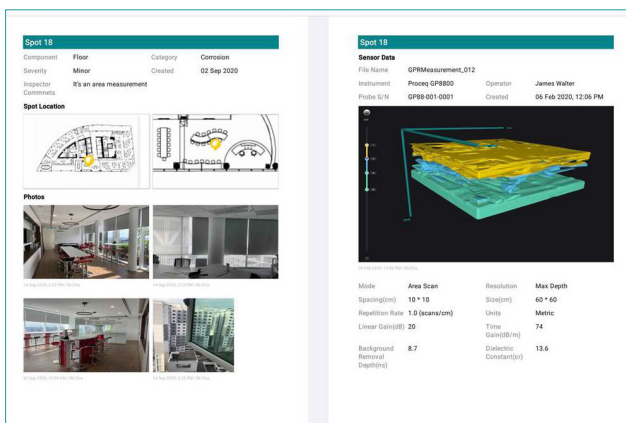 Spot 18
Component Floor Category Corrosion
Severity Minor Created 02 Sep 2020
Inspector It's an area measurement
Commnets
Spot Location
Photos
Spot 18
Sensor Data
File Name GPRMeasurement_012
Instrument Proceq GP8800 Operator James Walter
Probe S/N GP88-001-0001 Created 06 Feb 2020, 12:06 PM
Mode Area Scan Resolution Max Depth
Spacing(cm) 10 * 10 Size(cm) 60 * 60
Repetition Rate 1.0 (scans/cm) Units Metric
Linear Gain(dB) 20 Time 74
Gain(dB/m)
Background 8.7 Dielectric 13.6
Removal Constant(εr)
Depth(ns)